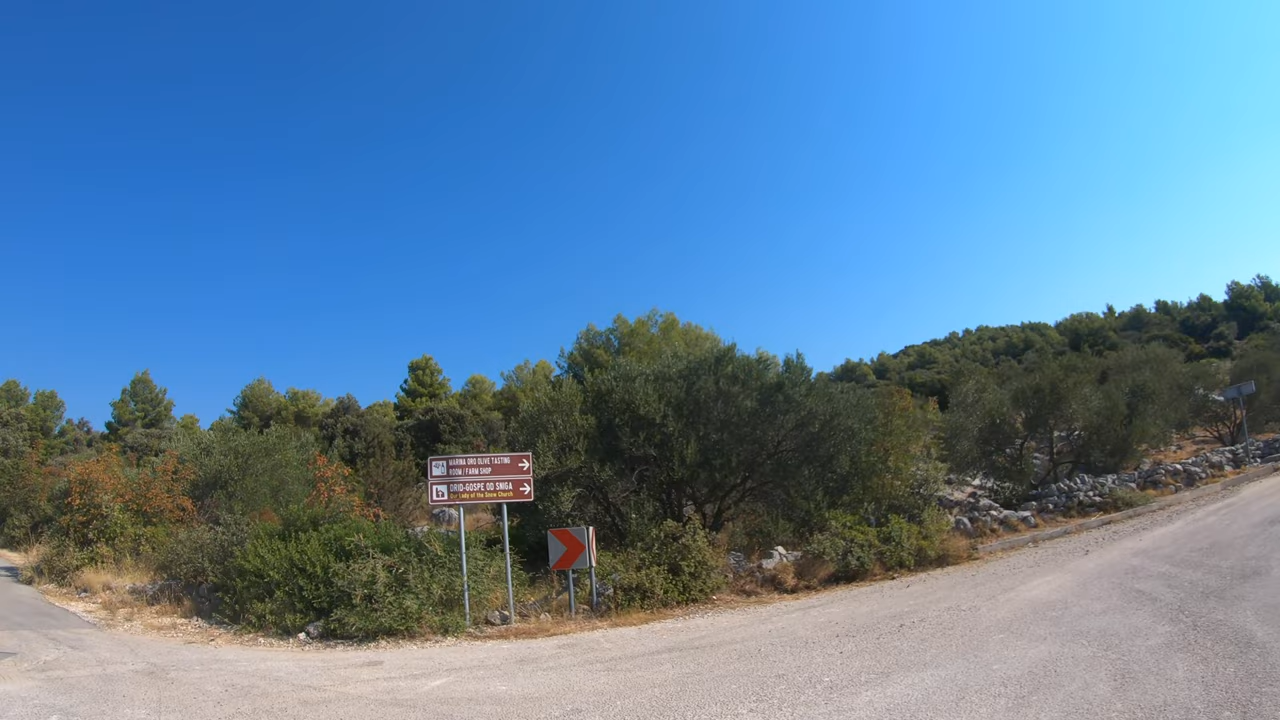 MARINA ORO OLIVE TASTING
ROOM / FARM SHOP
DRID-GOSPE OD SNIGA
Our Lady of the Snow Church